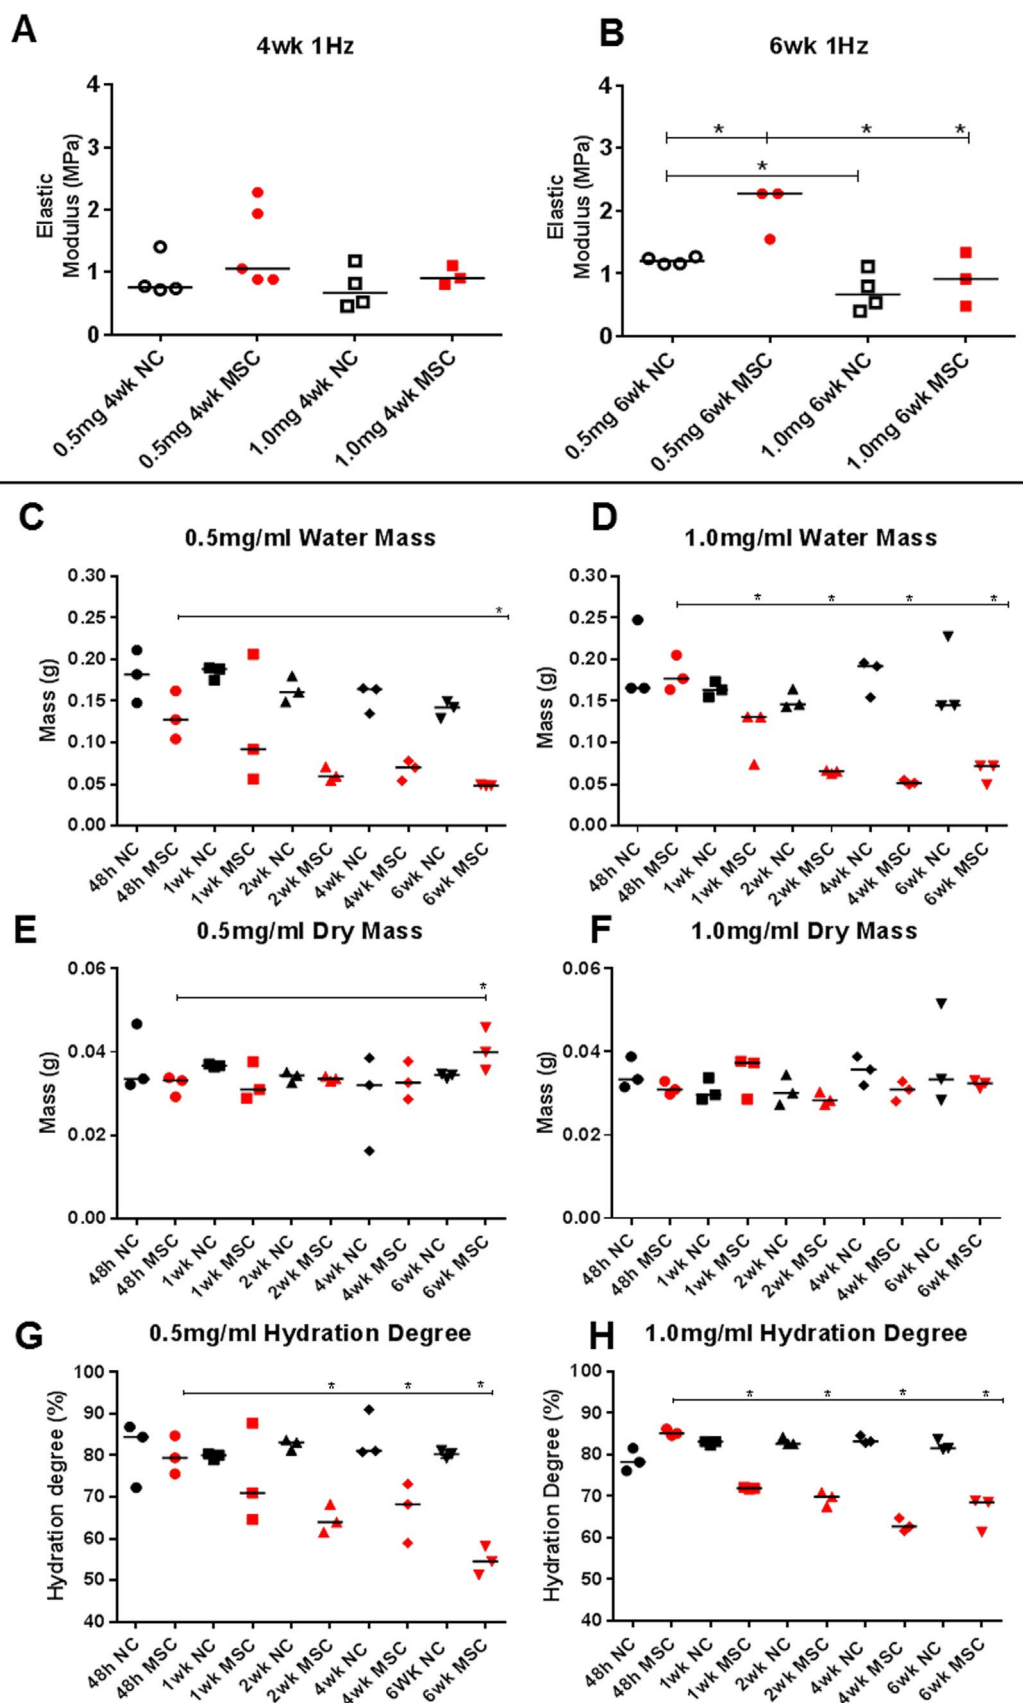 A
4wk 1Hz
Elastic
Modulus (MPa)
4
3
2
1
0
0.5mg 4wk NC
0.5mg 4wk MSC
1.0mg 4wk NC
1.0mg 4wk MSC
B
6wk 1Hz
Elastic
Modulus (MPa)
4
3
2
1
0
* * *
*
0.5mg 6wk NC
0.5mg 6wk MSC
1.0mg 6wk NC
1.0mg 6wk MSC
C
0.5mg/ml Water Mass
Mass (g)
0.30
0.25
0.20
0.15
0.10
0.05
0.00
*
48h NC
48h MSC
1wk NC
1wk MSC
2wk NC
2wk MSC
4wk NC
4wk MSC
6wk NC
6wk MSC
D
1.0mg/ml Water Mass
Mass (g)
0.30
0.25
0.20
0.15
0.10
0.05
0.00
* * * *
48h NC
48h MSC
1wk NC
1wk MSC
2wk NC
2wk MSC
4wk NC
4wk MSC
6wk NC
6wk MSC
E
0.5mg/ml Dry Mass
Mass (g)
0.06
0.04
0.02
0.00
*
48h NC
48h MSC
1wk NC
1wk MSC
2wk NC
2wk MSC
4wk NC
4wk MSC
6wk NC
6wk MSC
F
1.0mg/ml Dry Mass
Mass (g)
0.06
0.04
0.02
0.00
48h NC
48h MSC
1wk NC
1wk MSC
2wk NC
2wk MSC
4wk NC
4wk MSC
6wk NC
6wk MSC
G
0.5mg/ml Hydration Degree
Hydration degree (%)
100
90
80
70
60
50
40
* * *
48h NC
48h MSC
1wk NC
1wk MSC
2wk NC
2wk MSC
4wk NC
4wk MSC
6WK NC
6wk MSC
H
1.0mg/ml Hydration Degree
Hydration Degree (%)
100
90
80
70
60
50
40
* * * *
48h NC
48h MSC
1wk NC
1wk MSC
2wk NC
2wk MSC
4wk NC
4wk MSC
6wk NC
6wk MSC